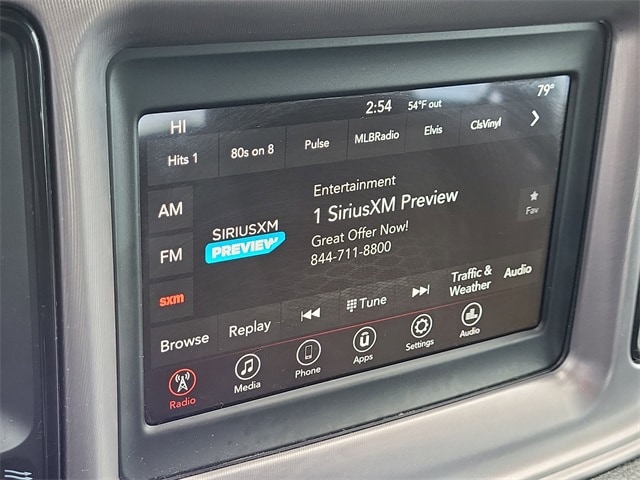 HI 2:54 54°F out 79°
Hits 1 80s on 8 Pulse MLBRadio Elvis ClsVinyl
AM
FM
sxm
SIRIUSXM
PREVIEW
Entertainment
1 SiriusXM Preview
Great Offer Now!
844-711-8800
Fav
Browse Replay Tune Traffic & Weather Audio
Radio Media Phone Apps Settings Audio